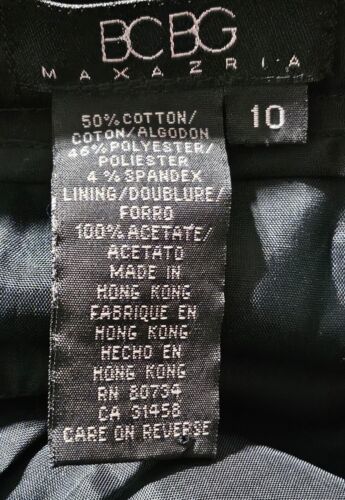 BCBG
MAXAZRIA
10
50% COTTON/
COTON/ALGODON
46% POLYESTER/
POLIESTER
4 % SPANDEX
LINING/DOUBLURE/
FORRO
100% ACETATE/
ACETATO
MADE IN
HONG KONG
FABRIQUE EN
HONG KONG
HECHO EN
HONG KONG
RN 80734
CA 31458
CARE ON REVERSE